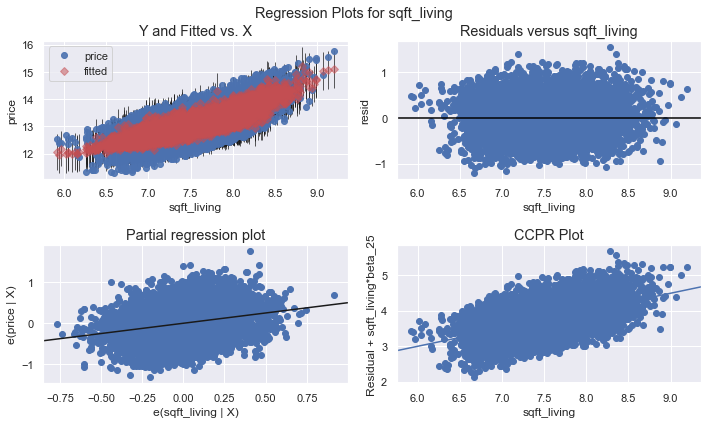 Regression Plots for sqft_living
Y and Fitted vs. X
16
15
14
13
12
price
price
fitted
6.0 6.5 7.0 7.5 8.0 8.5 9.0
sqft_living
Residuals versus sqft_living
1
0
−1
resid
6.0 6.5 7.0 7.5 8.0 8.5 9.0
sqft_living
Partial regression plot
1
0
−1
e(price | X)
−0.75 −0.50 −0.25 0.00 0.25 0.50 0.75
e(sqft_living | X)
CCPR Plot
5
4
3
2
Residual + sqft_living*beta_25
6.0 6.5 7.0 7.5 8.0 8.5 9.0
sqft_living